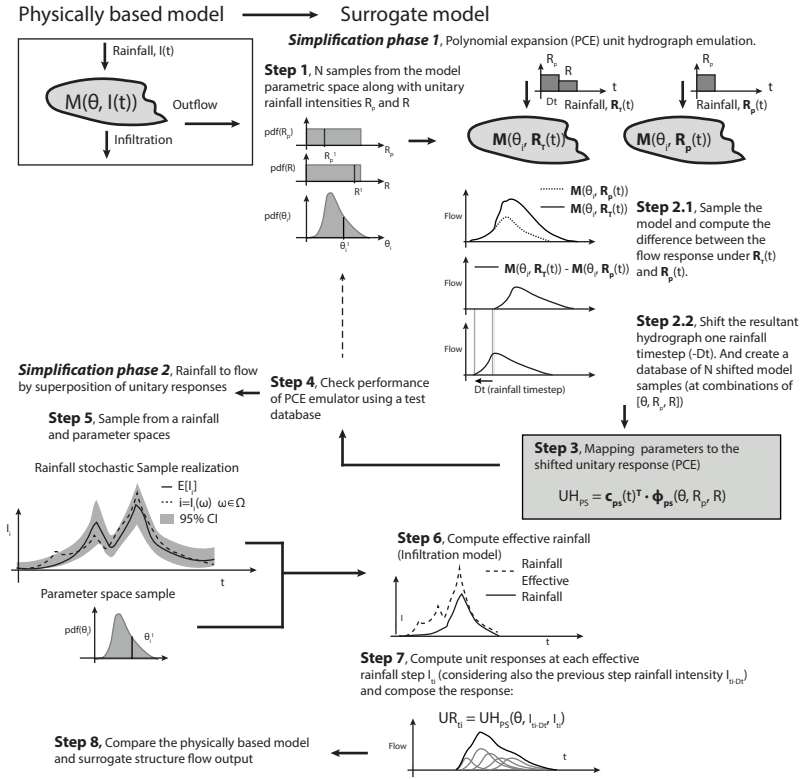 Physically based model
Surrogate model
Simplification phase 1, Polynomial expansion (PCE) unit hydrograph emulation.
Rainfall, I(t)
M(θ, I(t))
Outflow
Infiltration
Step 1, N samples from the model
parametric space along with unitary
rainfall intensities Rp and R
pdf(Rp)
Rp¹
Rp
pdf(R)
R¹
R
pdf(θi)
θi¹
θi
Rp
R
t
Dt
Rainfall, RT(t)
M(θi, RT(t))
Rp
t
Rainfall, Rp(t)
M(θi, Rp(t))
M(θi, Rp(t))
M(θi, RT(t))
Flow
M(θi, RT(t)) - M(θi, Rp(t))
Flow
Flow
Dt (rainfall timestep)
Step 2.1, Sample the
model and compute the
difference between the
flow response under RT(t)
and Rp(t).
Step 2.2, Shift the resultant
hydrograph one rainfall
timestep (-Dt). And create a
database of N shifted model
samples (at combinations of
[θ, Rp, R])
Step 3, Mapping parameters to the
shifted unitary response (PCE)
UHPS = cps(t)T · ϕps(θ, Rp, R)
Step 4, Check performance
of PCE emulator using a test
database
Simplification phase 2, Rainfall to flow
by superposition of unitary responses
Step 5, Sample from a rainfall
and parameter spaces
Rainfall stochastic Sample realization
E[Ii]
i=Ii(ω) ω∈Ω
95% CI
Ii
t
Parameter space sample
pdf(θi)
θi¹
Step 6, Compute effective rainfall
(Infiltration model)
Rainfall
Effective
Rainfall
I
t
Step 7, Compute unit responses at each effective
rainfall step Iti (considering also the previous step rainfall intensity Iti-Dt)
and compose the response:
URti = UHPS(θ, Iti-Dt, Iti)
Flow
t
Step 8, Compare the physically based model
and surrogate structure flow output